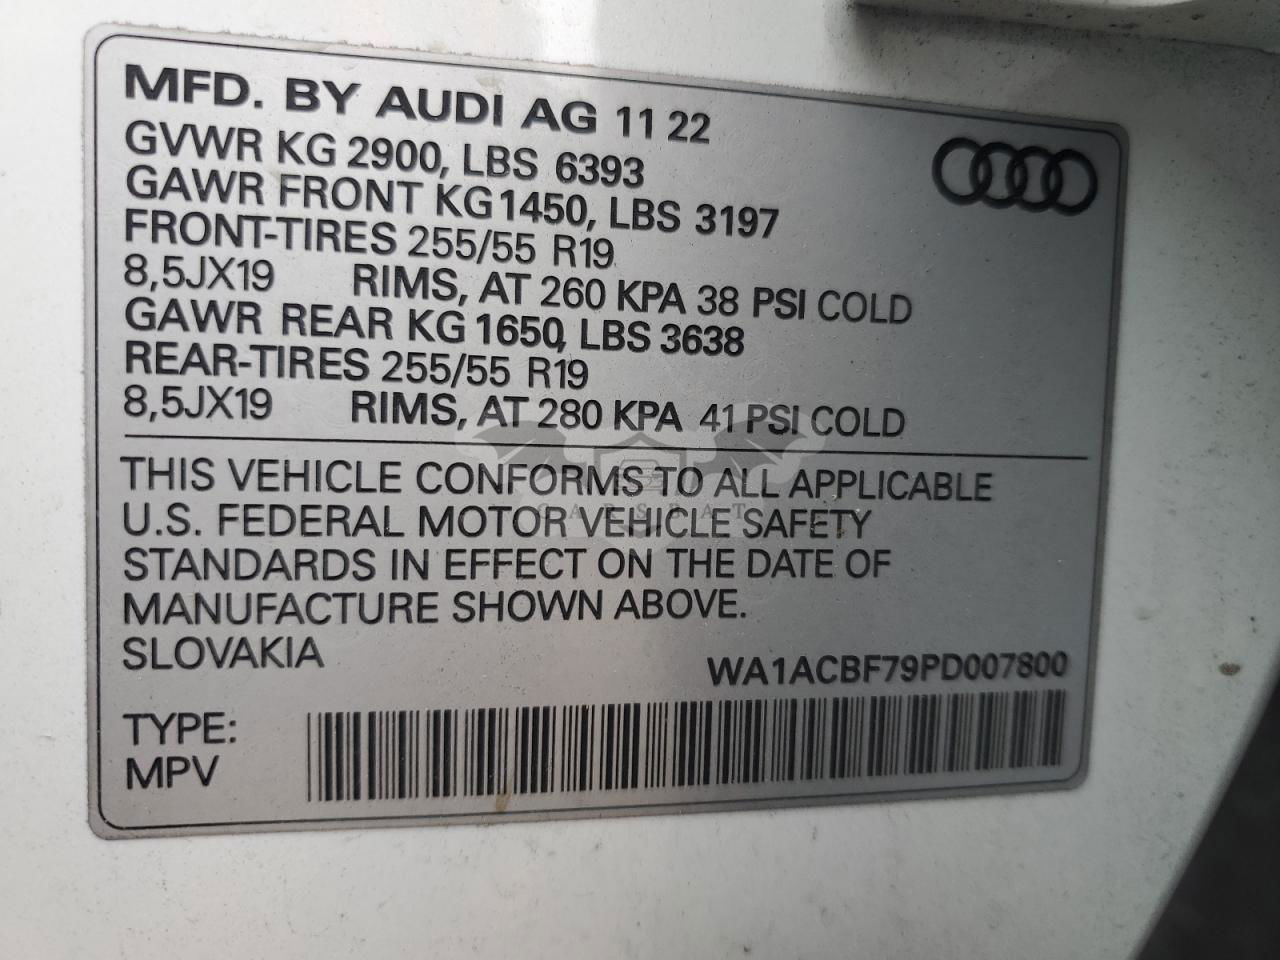 MFD. BY AUDI AG 11 22
GVWR KG 2900, LBS 6393
GAWR FRONT KG 1450, LBS 3197
FRONT-TIRES 255/55 R19
8,5JX19 RIMS, AT 260 KPA 38 PSI COLD
GAWR REAR KG 1650, LBS 3638
REAR-TIRES 255/55 R19
8,5JX19 RIMS, AT 280 KPA 41 PSI COLD
THIS VEHICLE CONFORMS TO ALL APPLICABLE
U.S. FEDERAL MOTOR VEHICLE SAFETY
STANDARDS IN EFFECT ON THE DATE OF
MANUFACTURE SHOWN ABOVE.
SLOVAKIA
WA1ACBF79PD007800
TYPE:
MPV